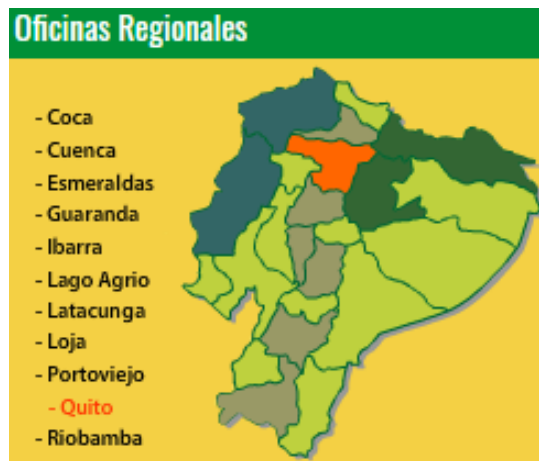 Oficinas Regionales
- Coca
- Cuenca
- Esmeraldas
- Guaranda
- Ibarra
- Lago Agrio
- Latacunga
- Loja
- Portoviejo
- Quito
- Riobamba